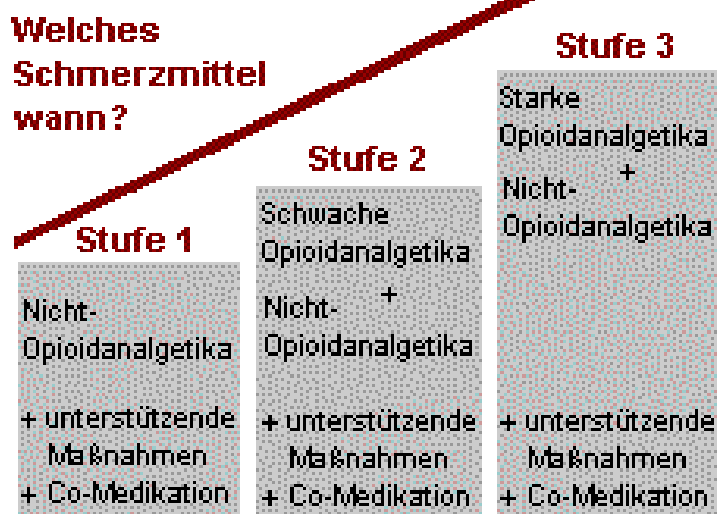 Welches
Schmerzmittel
wann?
Stufe 1
Nicht-
Opioidanalgetika
+ unterstützende
Maßnahmen
+ Co-Medikation
Stufe 2
Schwache
Opioidanalgetika
+
Nicht-
Opioidanalgetika
+ unterstützende
Maßnahmen
+ Co-Medikation
Stufe 3
Starke
Opioidanalgetika
+
Nicht-
Opioidanalgetika
+ unterstützende
Maßnahmen
+ Co-Medikation